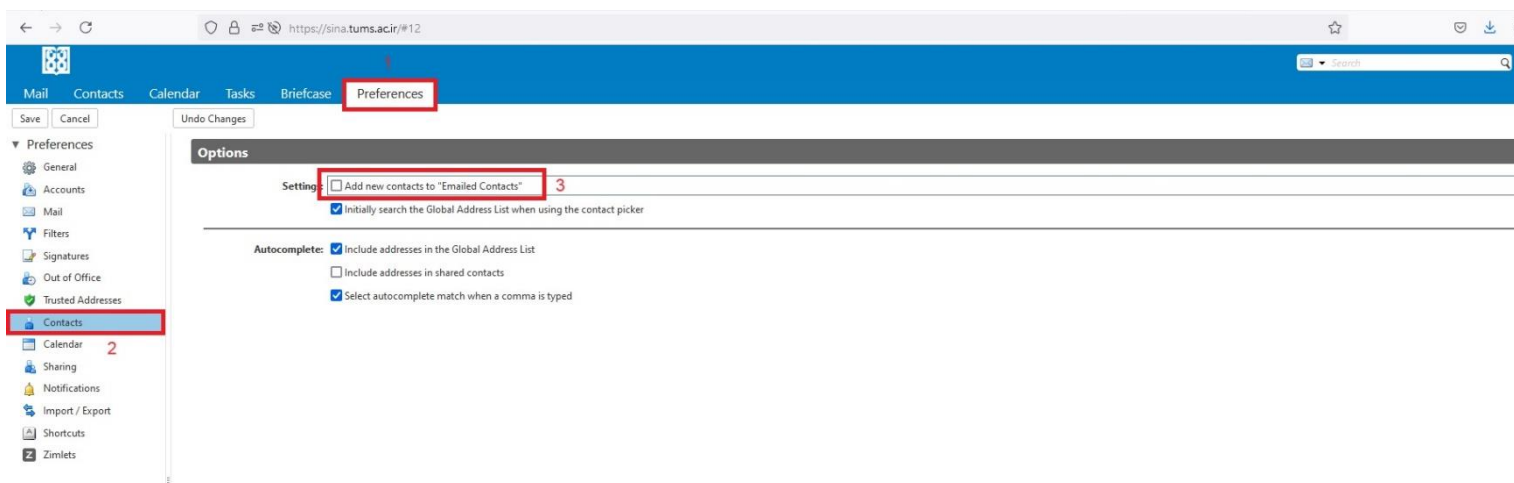 https://sina.tums.ac.ir/#12
1
Search
Mail Contacts Calendar Tasks Briefcase Preferences
Save Cancel Undo Changes
Preferences
General
Accounts
Mail
Filters
Signatures
Out of Office
Trusted Addresses
Contacts
2
Calendar
Sharing
Notifications
Import / Export
Shortcuts
Zimlets
Options
Settings: Add new contacts to "Emailed Contacts" 3
Initially search the Global Address List when using the contact picker
Autocomplete: Include addresses in the Global Address List
Include addresses in shared contacts
Select autocomplete match when a comma is typed